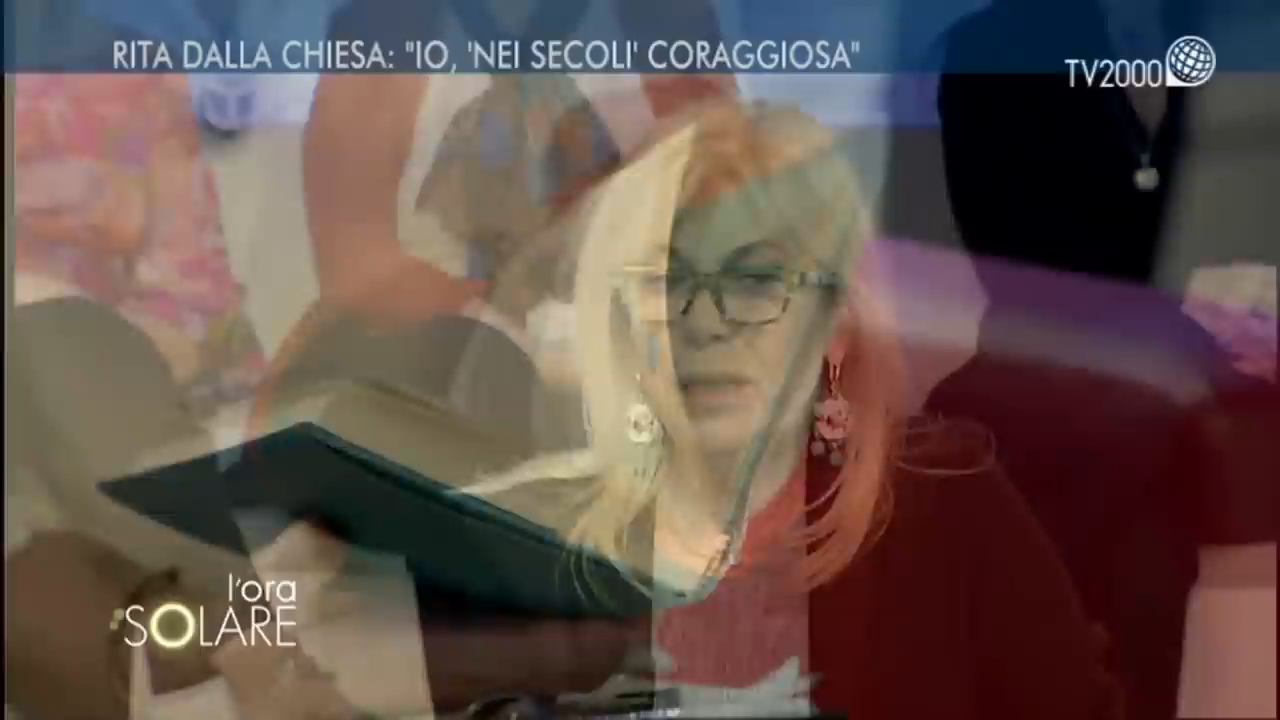 RITA DALLA CHIESA: "IO, 'NEI SECOLI' CORAGGIOSA"
TV2000
l'ora
SOLARE